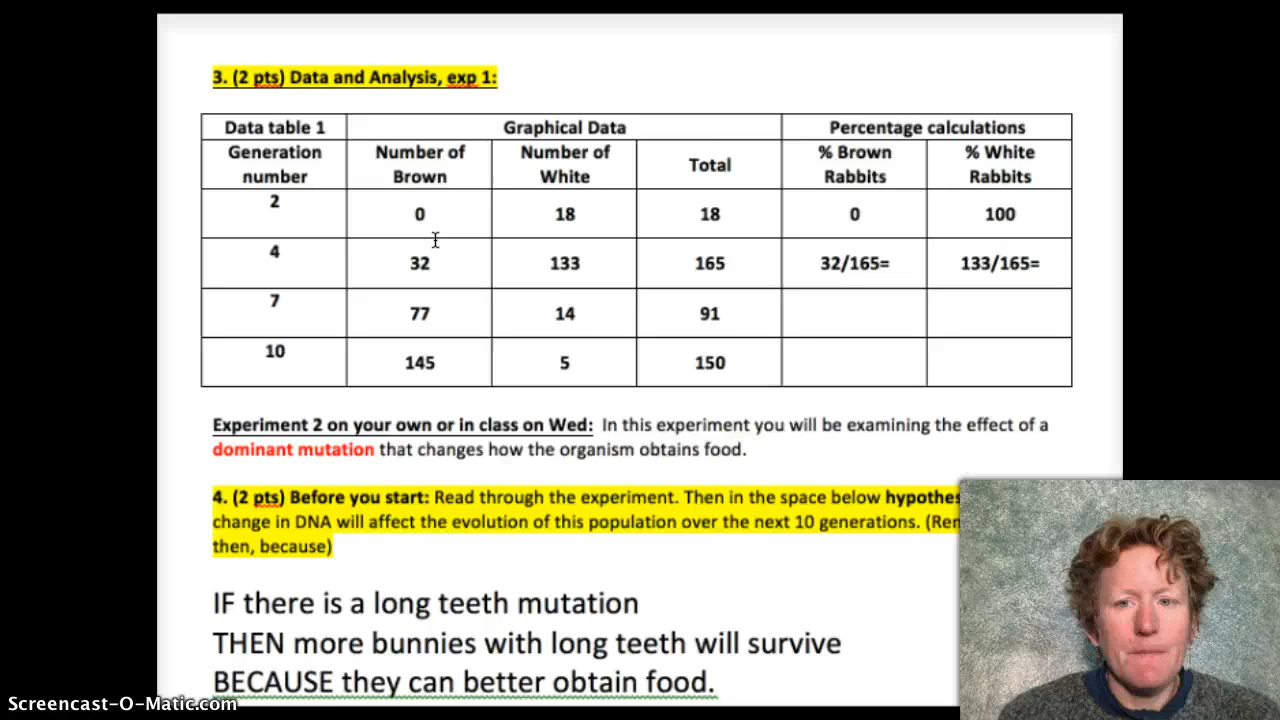 3. (2 pts) Data and Analysis, exp 1:
Data table 1 Graphical Data Percentage calculations
Generation number Number of Brown Number of White Total % Brown Rabbits % White Rabbits
2 0 18 18 0 100
4 32 133 165 32/165= 133/165=
7 77 14 91
10 145 5 150
Experiment 2 on your own or in class on Wed: In this experiment you will be examining the effect of a
dominant mutation that changes how the organism obtains food.
4. (2 pts) Before you start: Read through the experiment. Then in the space below
change in DNA will affect the evolution of this population over the next 10 generations.
then, because)
IF there is a long teeth mutation
THEN more bunnies with long teeth will survive
BECAUSE they can better obtain food.
Screencast-O-Matic.com